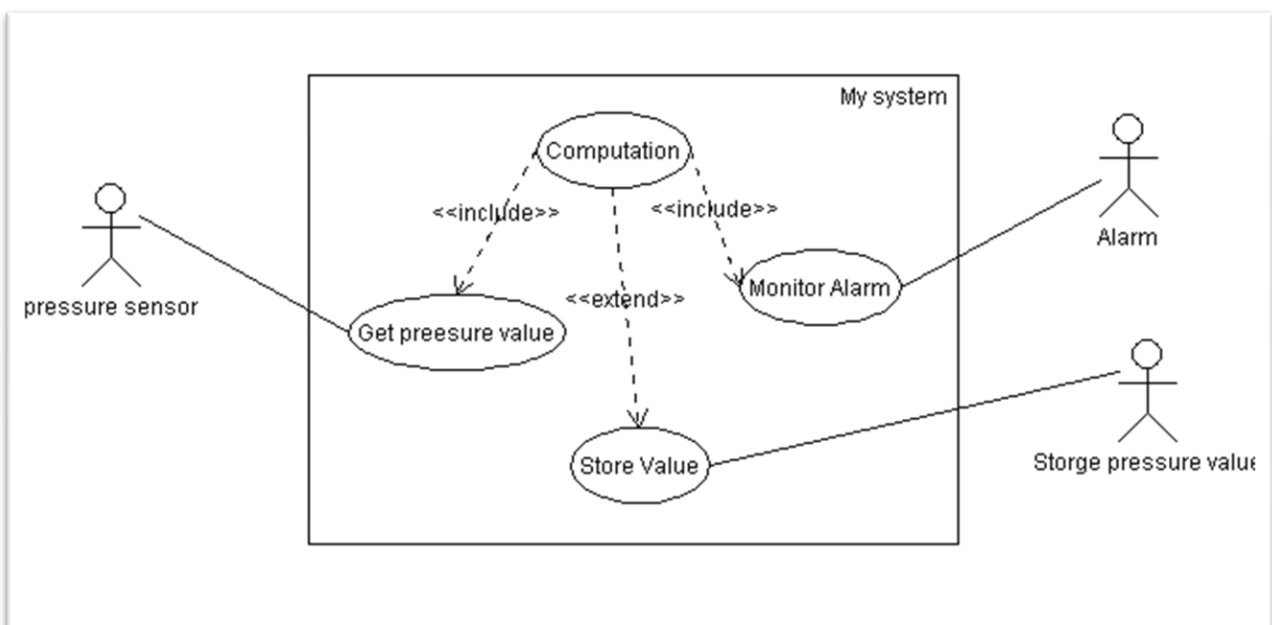 My system
Computation
<<include>>
<<include>>
pressure sensor
Alarm
Monitor Alarm
<<extend>>
Get preesure value
Store Value
Storge pressure value